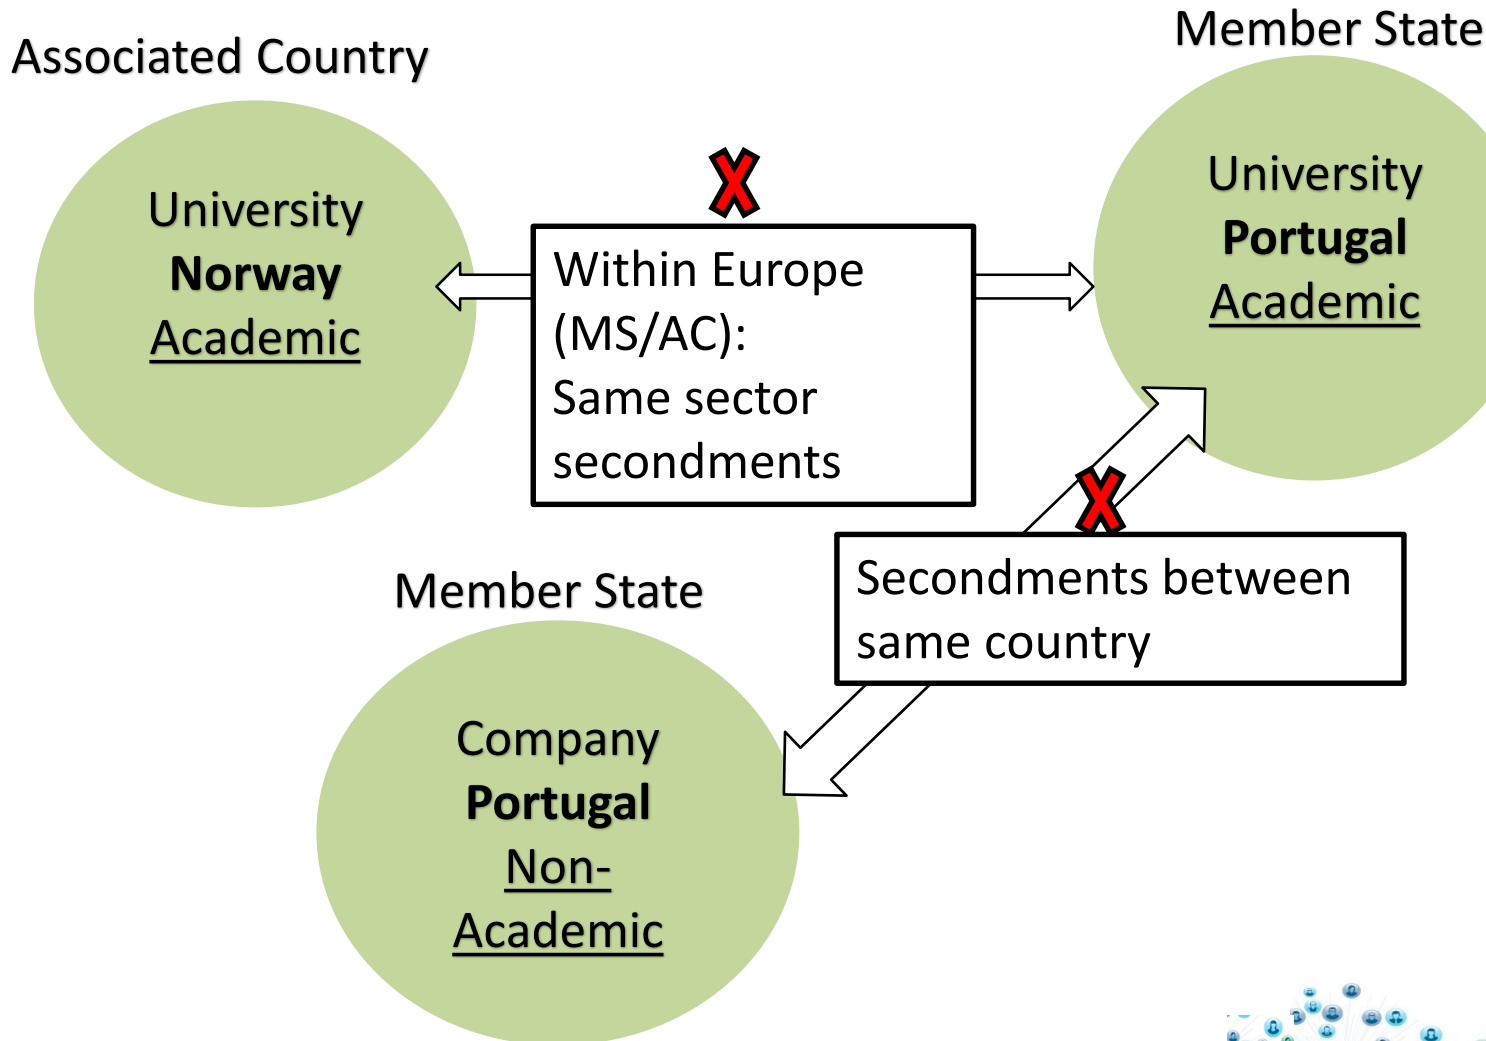 Associated Country
Member State
University
Norway
Academic
Within Europe
(MS/AC):
Same sector
secondments
University
Portugal
Academic
Member State
Secondments between
same country
Company
Portugal
Non-
Academic